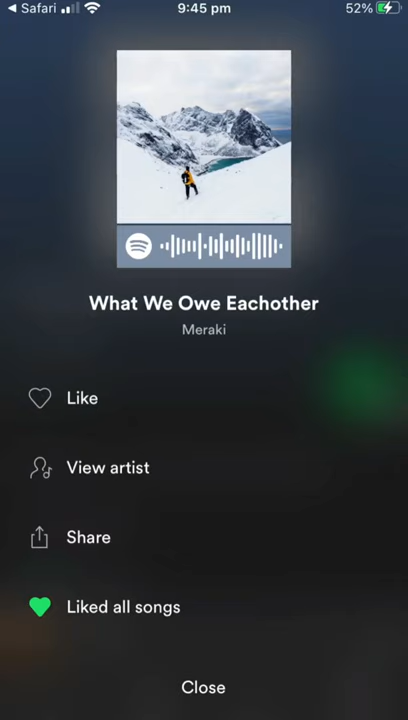 Safari 9:45 pm 52%
What We Owe Eachother
Meraki
Like
View artist
Share
Liked all songs
Close